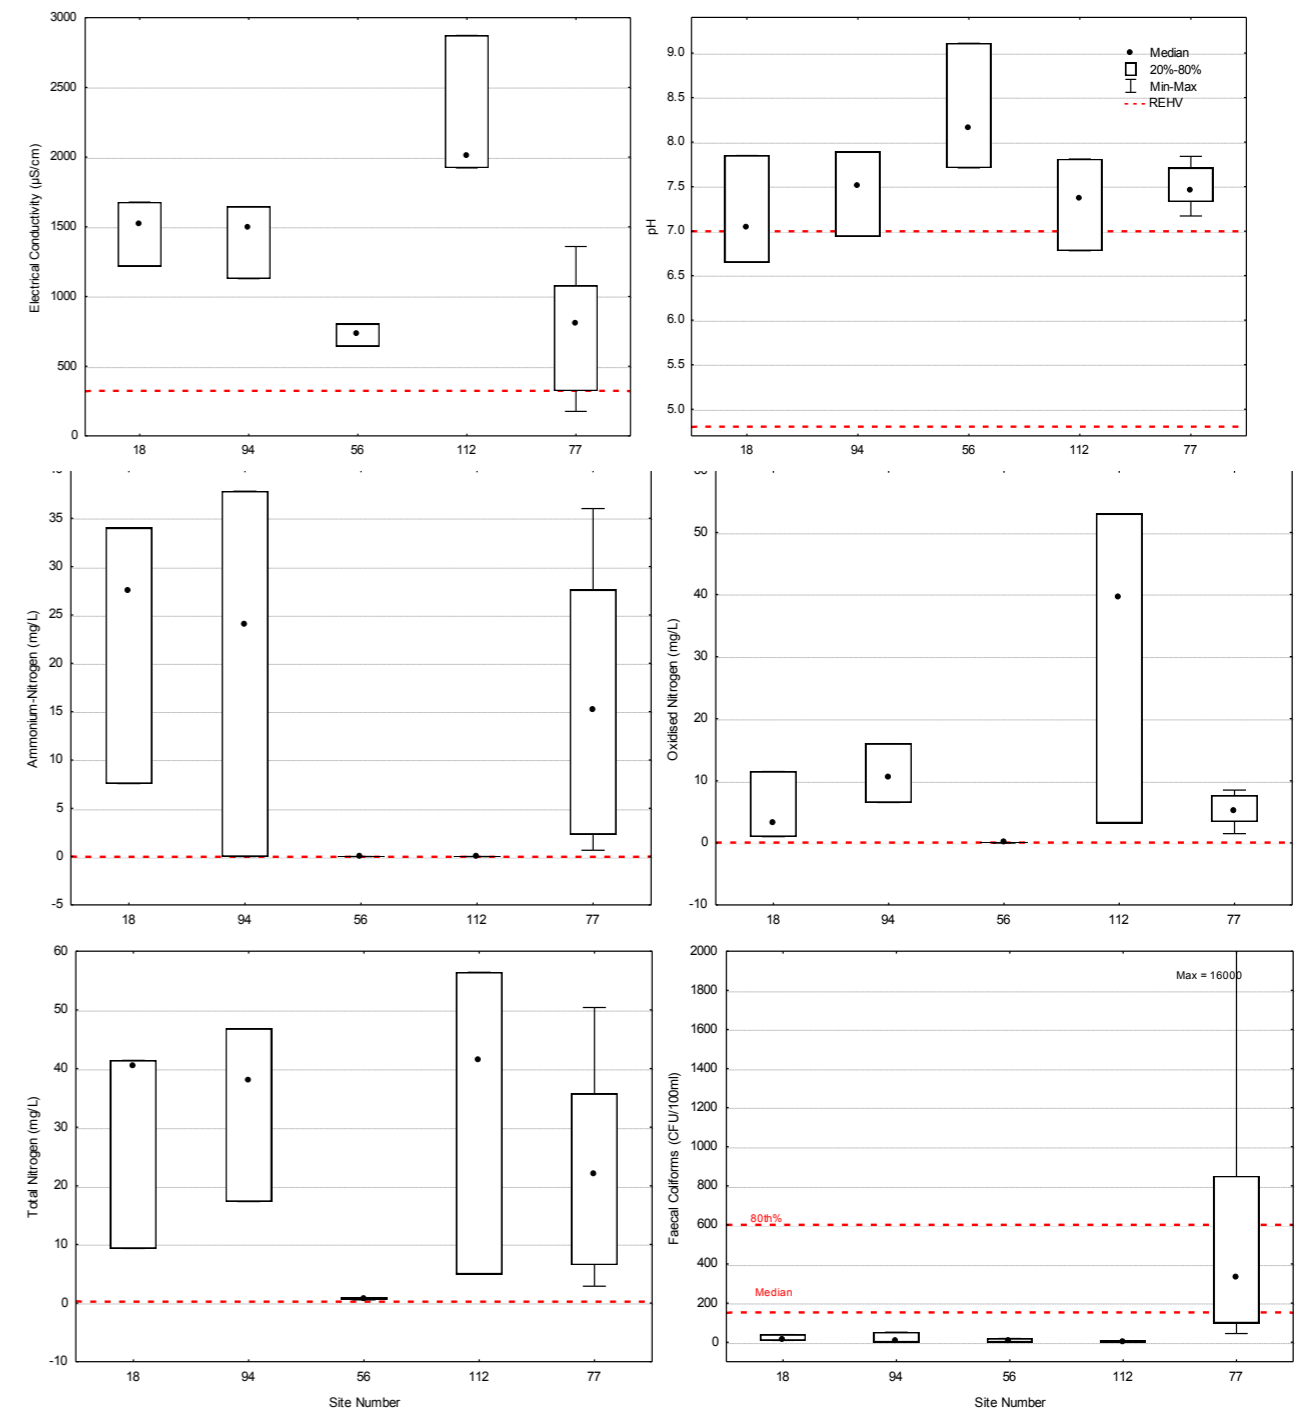 3000
2500
2000
1500
1000
500
0
Electrical Conductivity (µS/cm)
18 94 56 112 77
9.0
8.5
8.0
7.5
7.0
6.5
6.0
5.5
5.0
pH
Median
20%-80%
Min-Max
REHV
18 94 56 112 77
35
30
25
20
15
10
5
0
-5
Ammonium-Nitrogen (mg/L)
18 94 56 112 77
50
40
30
20
10
0
-10
Oxidised Nitrogen (mg/L)
18 94 56 112 77
60
50
40
30
20
10
0
-10
Total Nitrogen (mg/L)
18 94 56 112 77
Site Number
2000
1800
1600
1400
1200
1000
800
600
400
200
0
Faecal Coliforms (CFU/100ml)
Max = 16000
80th%
Median
18 94 56 112 77
Site Number